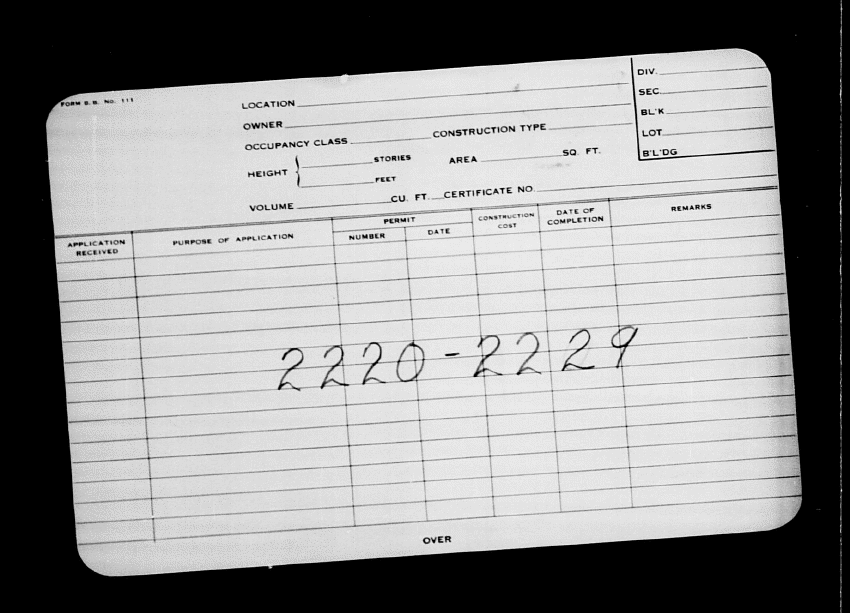 FORM B.B. No. 111
LOCATION
OWNER
OCCUPANCY CLASS CONSTRUCTION TYPE
HEIGHT { STORIES AREA SQ. FT.
FEET
VOLUME CU. FT. CERTIFICATE NO.
DIV.
SEC.
BL'K
LOT
B'L'DG
APPLICATION RECEIVED
PURPOSE OF APPLICATION
PERMIT
NUMBER DATE
CONSTRUCTION COST
DATE OF COMPLETION
REMARKS
2220-2229
OVER